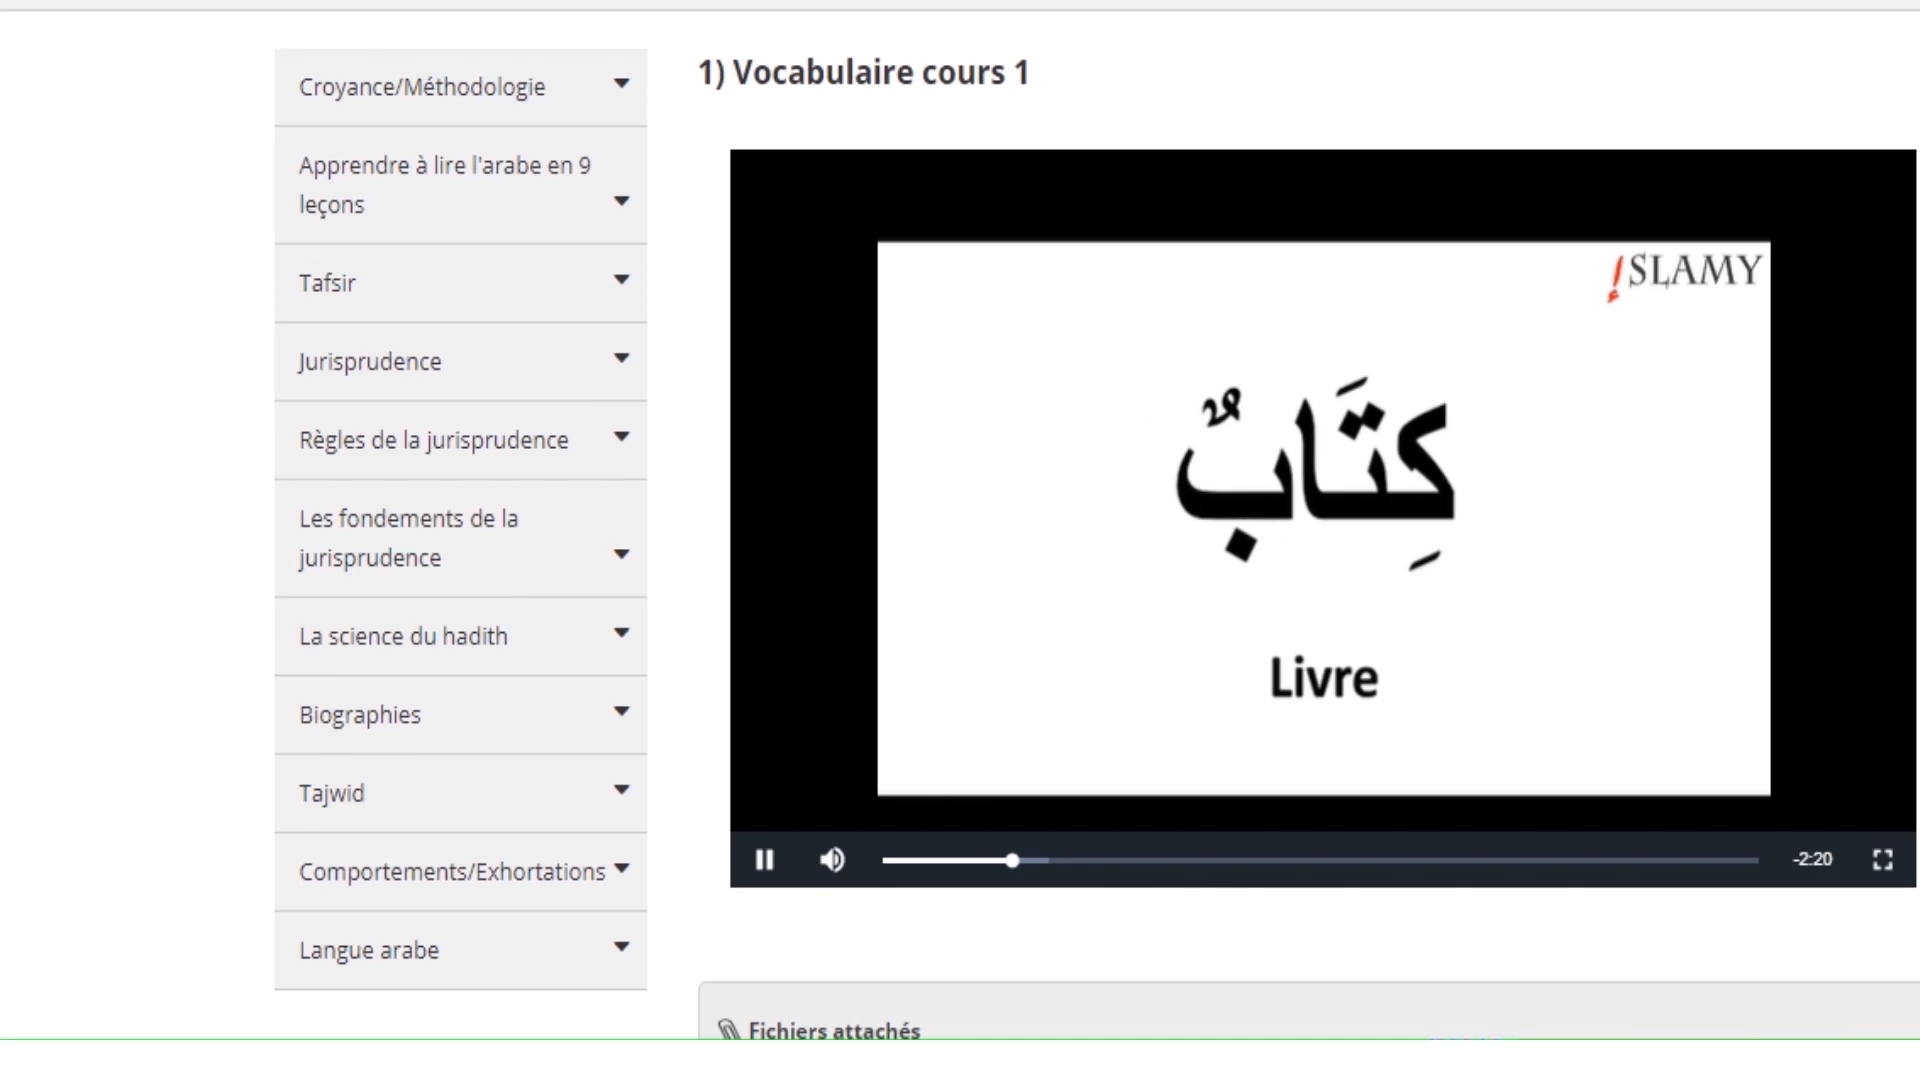 Croyance/Méthodologie
Apprendre à lire l'arabe en 9
leçons
Tafsir
Jurisprudence
Règles de la jurisprudence
Les fondements de la
jurisprudence
La science du hadith
Biographies
Tajwid
Comportements/Exhortations
Langue arabe
1) Vocabulaire cours 1
إSLAMY
كِتَابٌ
Livre
-2:20
Fichiers attachés